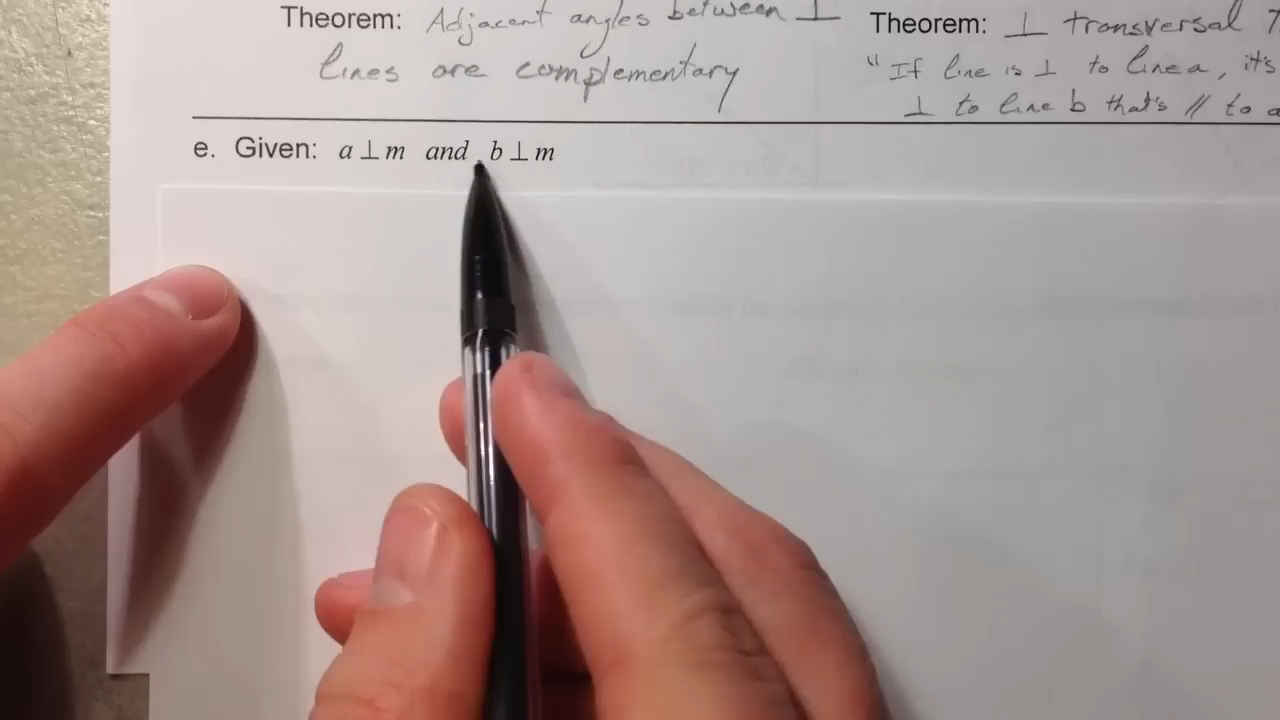 Theorem: Adjacent angles between ⊥
lines are complementary
Theorem: ⊥ transversal
"If line is ⊥ to line a, it's
⊥ to line b that's // to a
e. Given: a ⊥ m and b ⊥ m